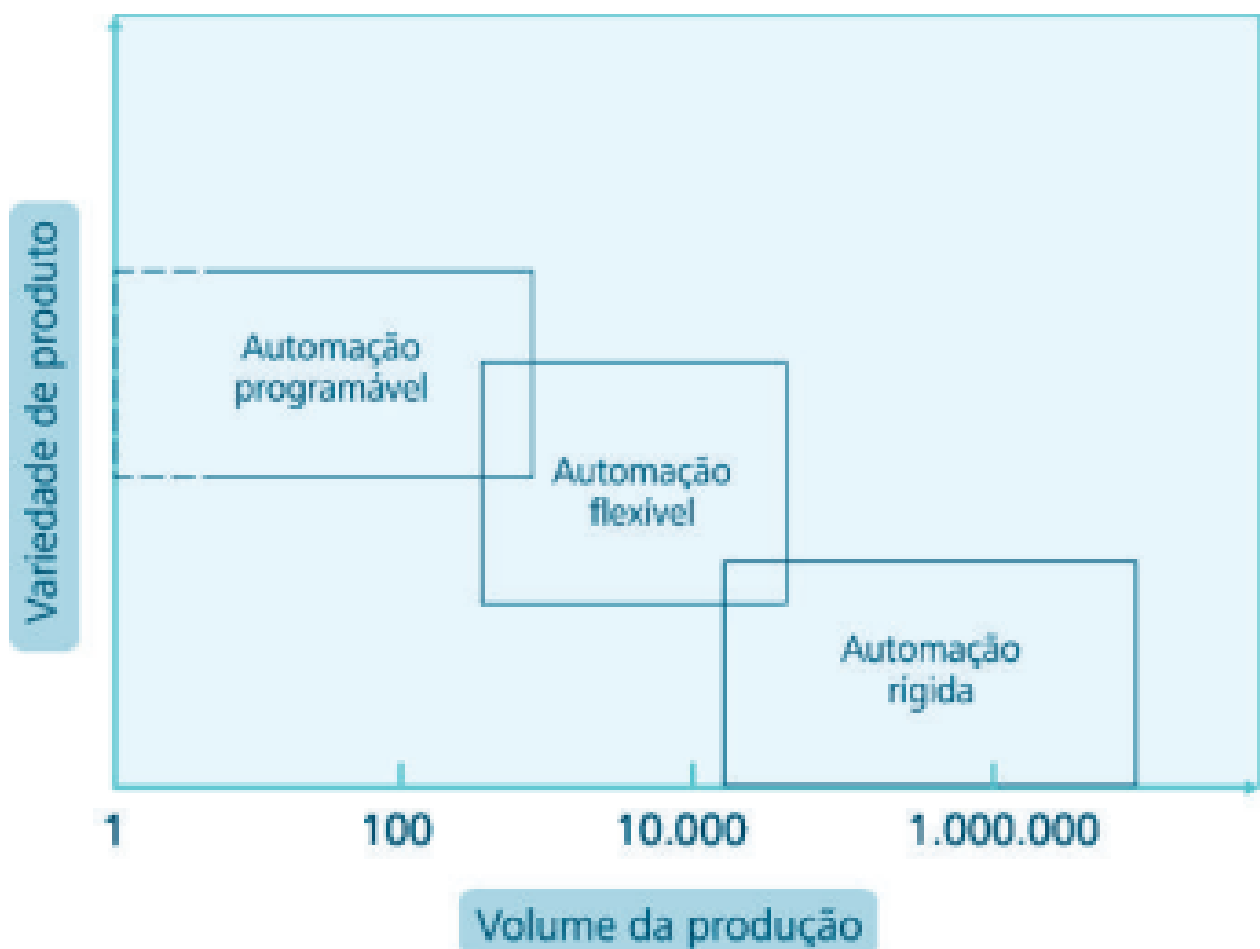 Variedade de produto
Automação
programável
Automação
flexível
Automação
rígida
1
100
10.000
1.000.000
Volume da produção